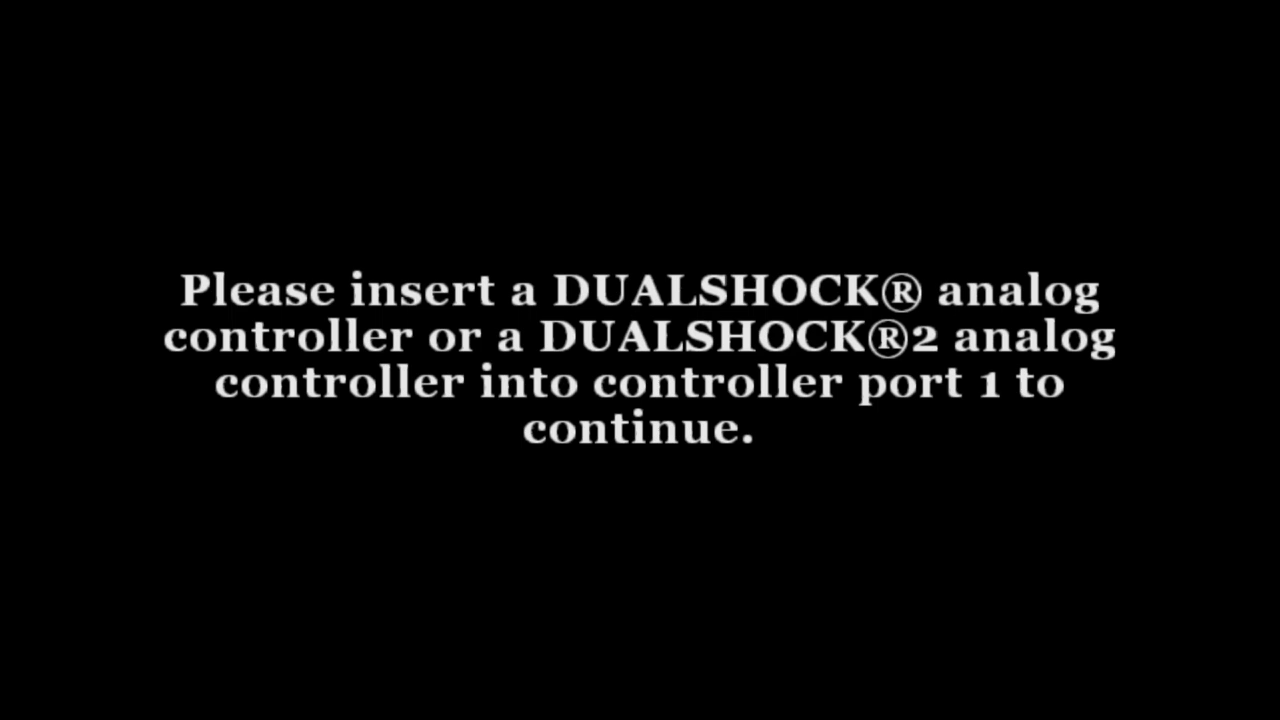 Please insert a DUALSHOCK® analog
controller or a DUALSHOCK®2 analog
controller into controller port 1 to
continue.